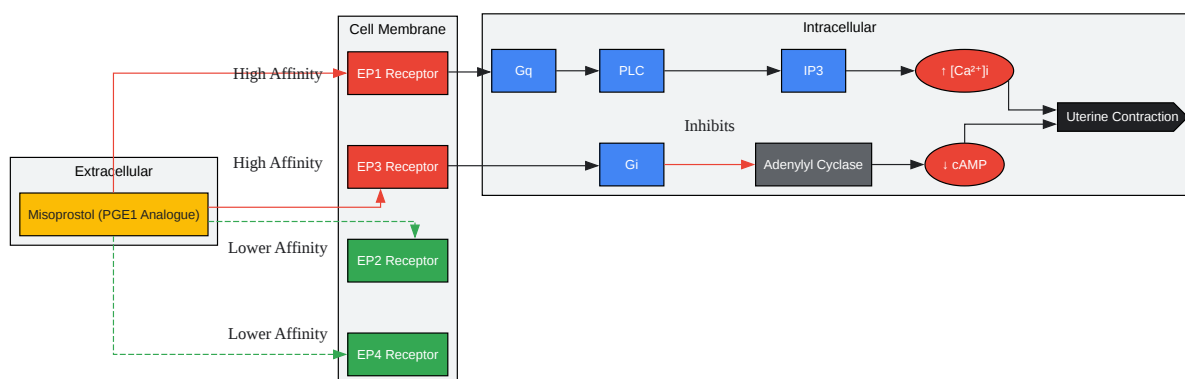 Cell Membrane
Intracellular
High Affinity
EP1 Receptor
Gq
PLC
IP3
↑ [Ca²⁺]i
Uterine Contraction
Inhibits
High Affinity
EP3 Receptor
Gi
Adenylyl Cyclase
↓ cAMP
Extracellular
Misoprostol (PGE1 Analogue)
Lower Affinity
EP2 Receptor
Lower Affinity
EP4 Receptor